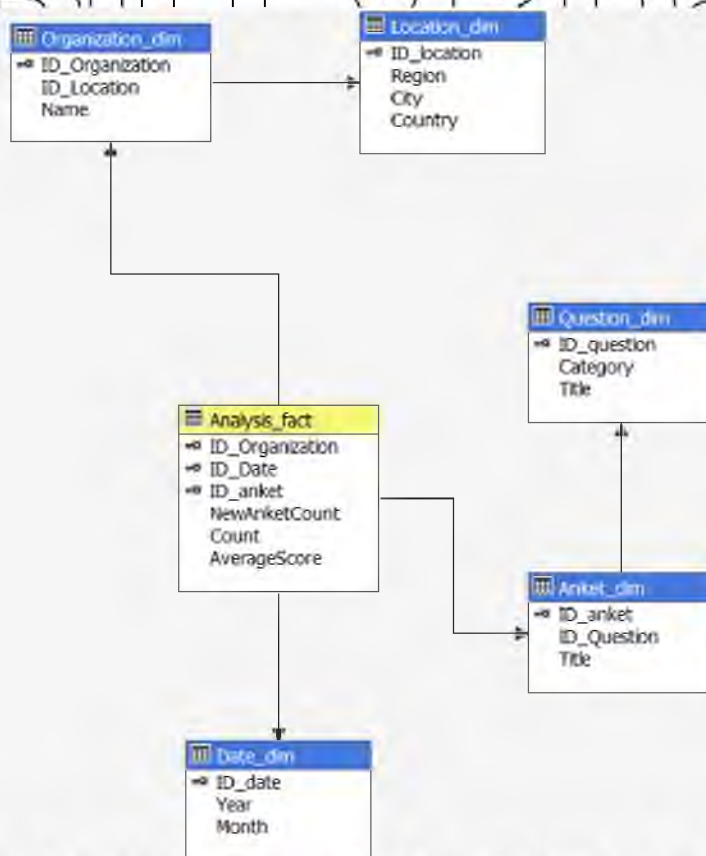 Organization_dim
ID_Organization
ID_Location
Name
Location_dim
ID_location
Region
City
Country
Question_dim
ID_question
Category
Title
Analysis_fact
ID_Organization
ID_Date
ID_anket
NewAnketCount
Count
AverageScore
Anket_dim
ID_anket
ID_Question
Title
Date_dim
ID_date
Year
Month